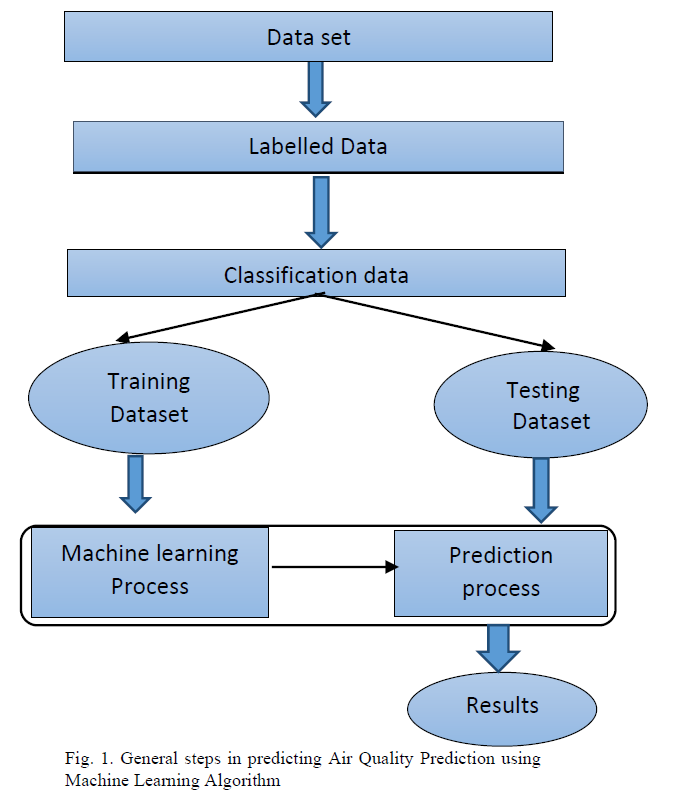 Data set
Labelled Data
Classification data
Training
Dataset
Testing
Dataset
Machine learning
Process
Prediction
process
Results
Fig. 1. General steps in predicting Air Quality Prediction using
Machine Learning Algorithm